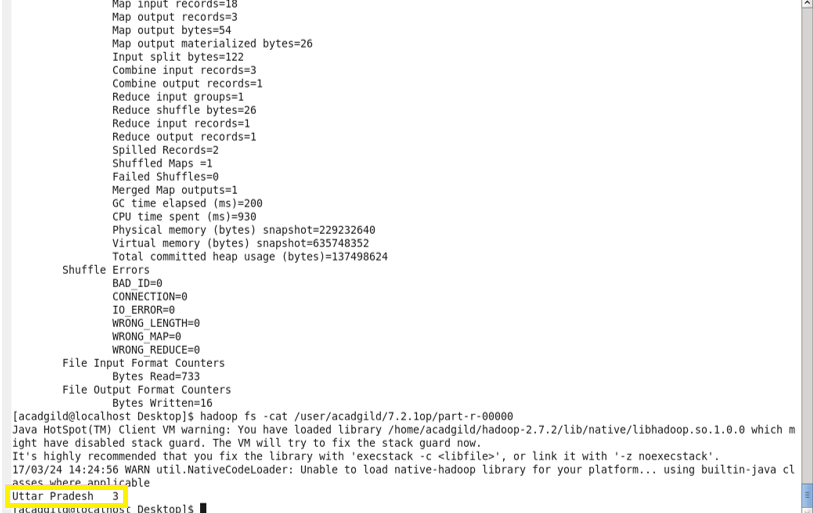 Map input records=18
Map output records=3
Map output bytes=54
Map output materialized bytes=26
Input split bytes=122
Combine input records=3
Combine output records=1
Reduce input groups=1
Reduce shuffle bytes=26
Reduce input records=1
Reduce output records=1
Spilled Records=2
Shuffled Maps =1
Failed Shuffles=0
Merged Map outputs=1
GC time elapsed (ms)=200
CPU time spent (ms)=930
Physical memory (bytes) snapshot=229232640
Virtual memory (bytes) snapshot=635748352
Total committed heap usage (bytes)=137498624
Shuffle Errors
BAD_ID=0
CONNECTION=0
IO_ERROR=0
WRONG_LENGTH=0
WRONG_MAP=0
WRONG_REDUCE=0
File Input Format Counters
Bytes Read=733
File Output Format Counters
Bytes Written=16
[acadgild@localhost Desktop]$ hadoop fs -cat /user/acadgild/7.2.1op/part-r-00000
Java HotSpot(TM) Client VM warning: You have loaded library /home/acadgild/hadoop-2.7.2/lib/native/libhadoop.so.1.0.0 which m
ight have disabled stack guard. The VM will try to fix the stack guard now.
It's highly recommended that you fix the library with 'execstack -c <libfile>', or link it with '-z noexecstack'.
17/03/24 14:24:56 WARN util.NativeCodeLoader: Unable to load native-hadoop library for your platform... using builtin-java cl
asses where applicable
Uttar Pradesh 3
[acadgild@localhost Desktop]$